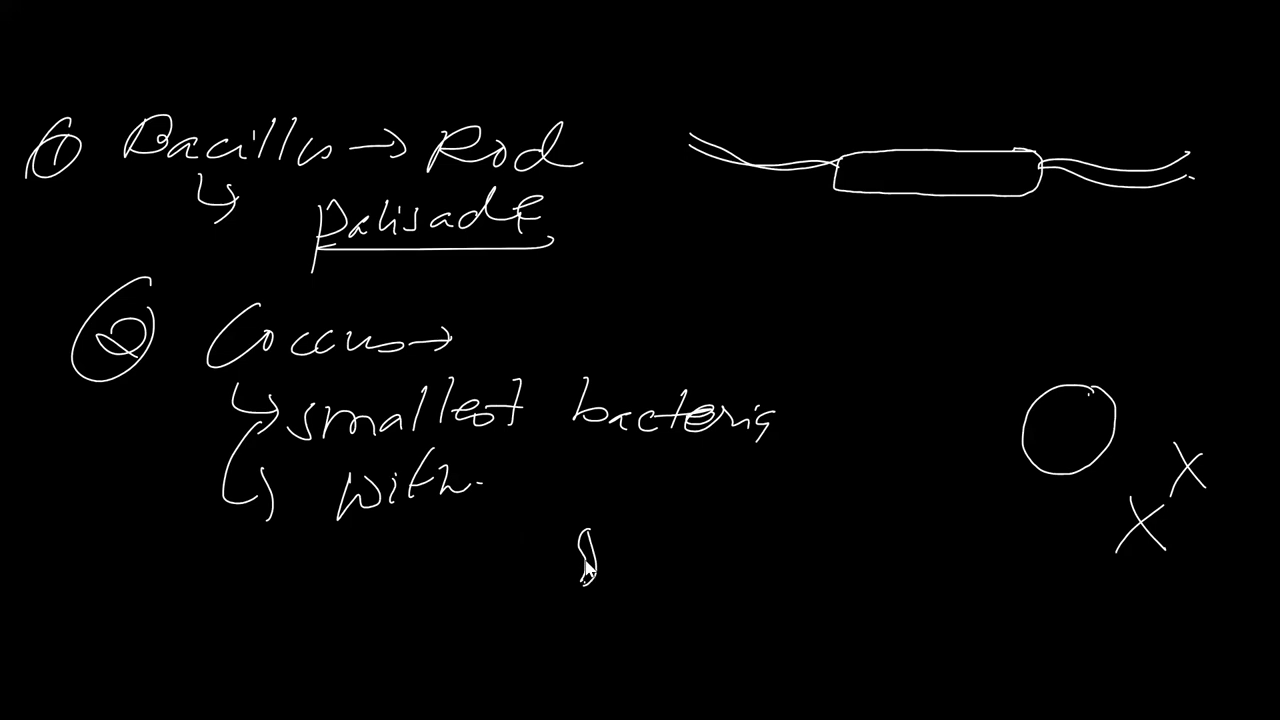 ① Bacillus → Rod
↳ palisade
② Coccus →
↳ smallest bacteria
↳ with.
X
X